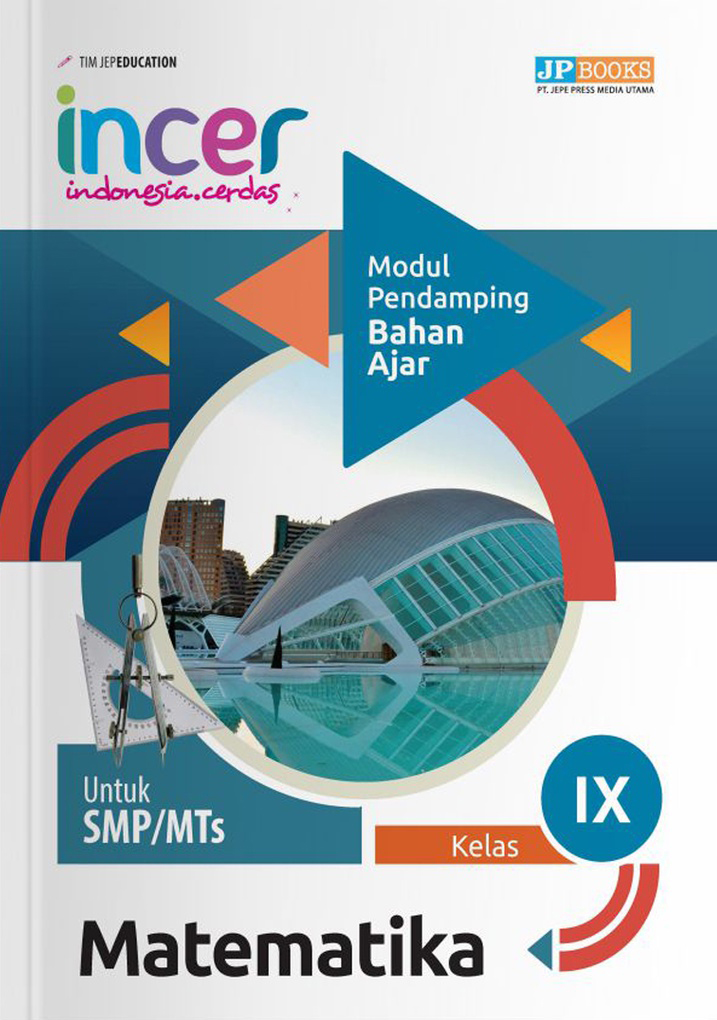 TIM JEPEDUCATION
JP BOOKS
PT. JEPE PRESS MEDIA UTAMA
incer
indonesia.cerdas
Modul
Pendamping
Bahan
Ajar
Untuk
SMP/MTs
Kelas
IX
Matematika